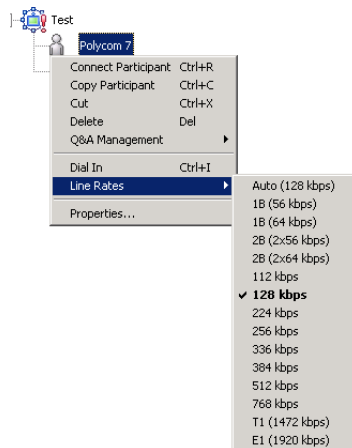 Test
Polycom 7
Connect Participant Ctrl+R
Copy Participant Ctrl+C
Cut Ctrl+X
Delete Del
Q&A Management
Dial In Ctrl+I
Line Rates
Properties...
Auto (128 kbps)
1B (56 kbps)
1B (64 kbps)
2B (2x56 kbps)
2B (2x64 kbps)
112 kbps
128 kbps
224 kbps
256 kbps
336 kbps
384 kbps
512 kbps
768 kbps
T1 (1472 kbps)
E1 (1920 kbps)